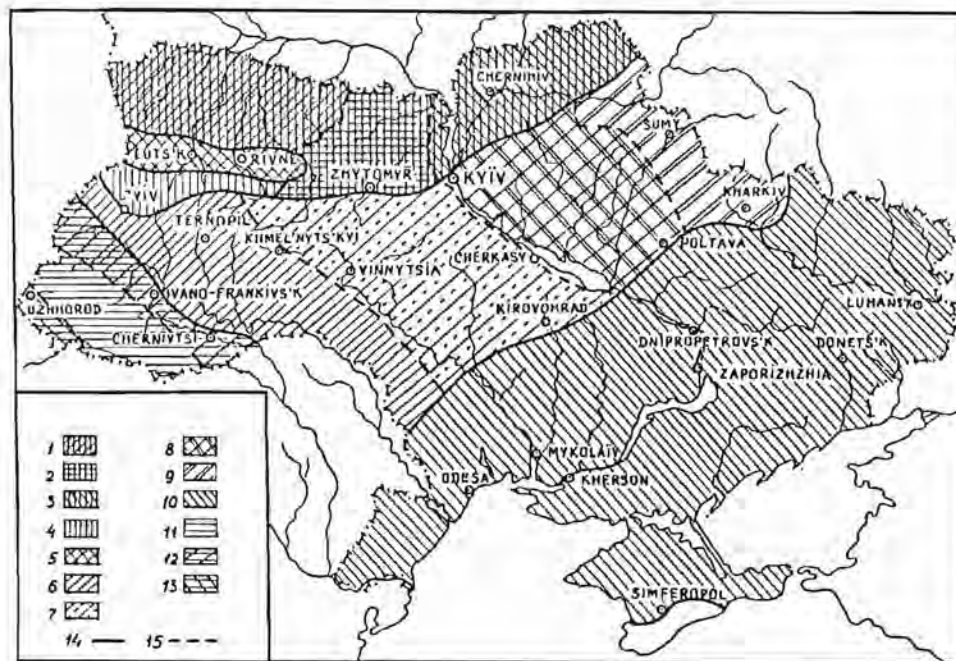 CHERNIHIV
SUMY
LUTS'K
RIVNE
ZHYTOMYR
KYÏV
KHARKIV
TERNOPIL
KHMEL'NYTS'KYI
VINNYTSIA
CHERKASY
POLTAVA
UZHHOROD
IVANO-FRANKIVS'K
KIROVOHRAD
LUHANS'K
CHERNIVTSI
DNIPROPETROVS'K
DONETS'K
ZAPORIZHZHIA
MYKOLAÏV
ODESA
KHERSON
SIMFEROPOL
1 8
2 9
3 10
4 11
5 12
6 13
7
14 15